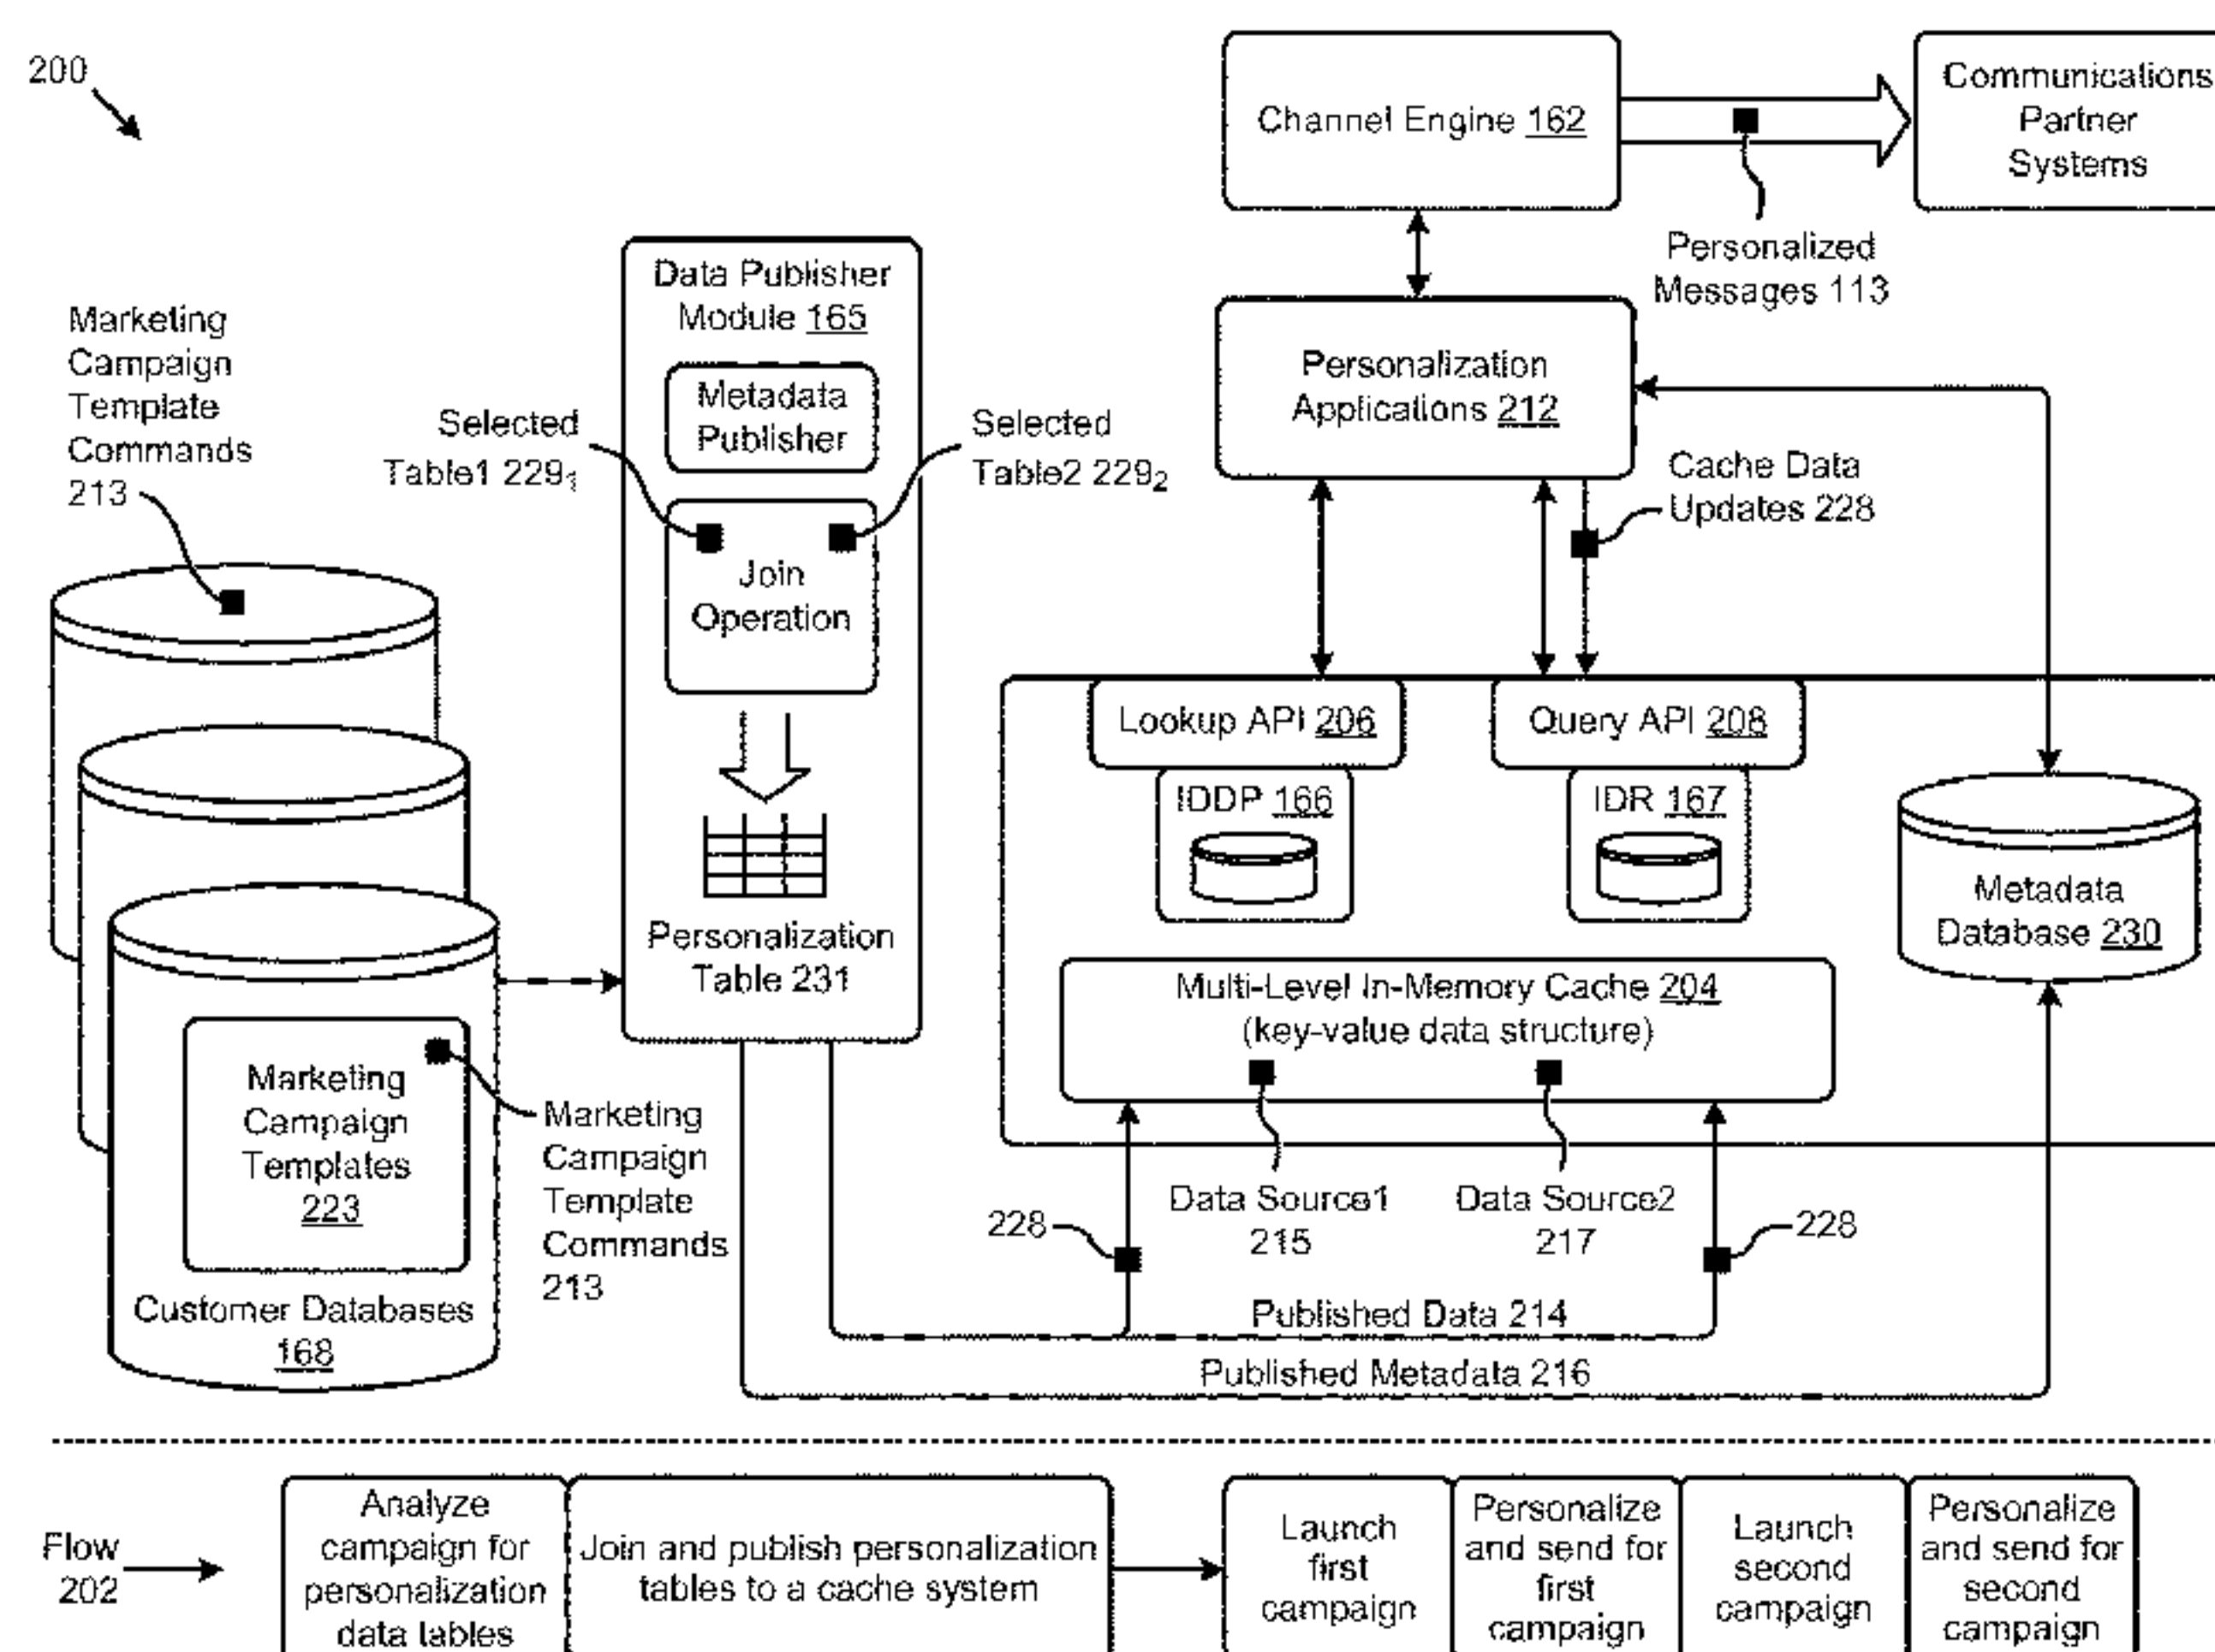 200
Channel Engine 162
Communications
Partner
Systems
Personalized
Messages 113
Data Publisher
Module 165
Metadata
Publisher
Marketing
Campaign
Template
Commands
213
Selected
Table1 229₁
Selected
Table2 229₂
Join
Operation
Personalization
Table 231
Personalization
Applications 212
Cache Data
Updates 228
Lookup API 206
Query API 208
IDDP 166
IDR 167
Metadata
Database 230
Multi-Level In-Memory Cache 204
(key-value data structure)
Data Source1
215
Data Source2
217
228
228
Marketing
Campaign
Templates
223
Marketing
Campaign
Template
Commands
213
Customer Databases
168
Published Data 214
Published Metadata 216
Flow
202
Analyze
campaign for
personalization
data tables
Join and publish personalization
tables to a cache system
Launch
first
campaign
Personalize
and send for
first
campaign
Launch
second
campaign
Personalize
and send for
second
campaign